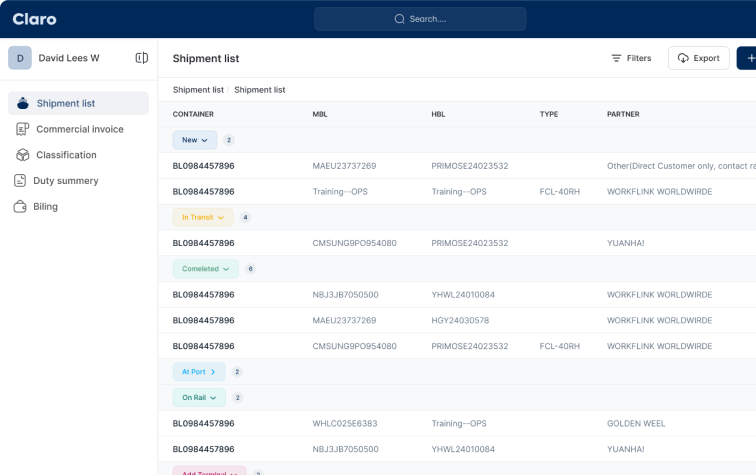 Claro
Search....
D David Lees W
Shipment list
Filters
Export
Shipment list / Shipment list
Shipment list
Commercial invoice
Classification
Duty summery
Biling
CONTAINER MBL HBL TYPE PARTNER
New 2
BL0984457896 MAEU23737269 PRIMOSE24023532 Other(Direct Customer only, contact
BL0984457896 Training--OPS Training--OPS FCL-40RH WORKFLINK WORLDWIRDE
In Transit 4
BL0984457896 CMSUNG9PO954080 PRIMOSE24023532 YUANHA!
Comeleted 6
BL0984457896 NBJ3JB7050500 YHWL24010084 WORKFLINK WORLDWIRDE
BL0984457896 MAEU23737269 HGY24030578 WORKFLINK WORLDWIRDE
BL0984457896 CMSUNG9PO954080 PRIMOSE24023532 FCL-40RH WORKFLINK WORLDWIRDE
At Port 2
On Rail 2
BL0984457896 WHLC025E6383 Training--OPS GOLDEN WEEL
BL0984457896 NBJ3JB7050500 YHWL24010084 YUANHA!
Add Terminal